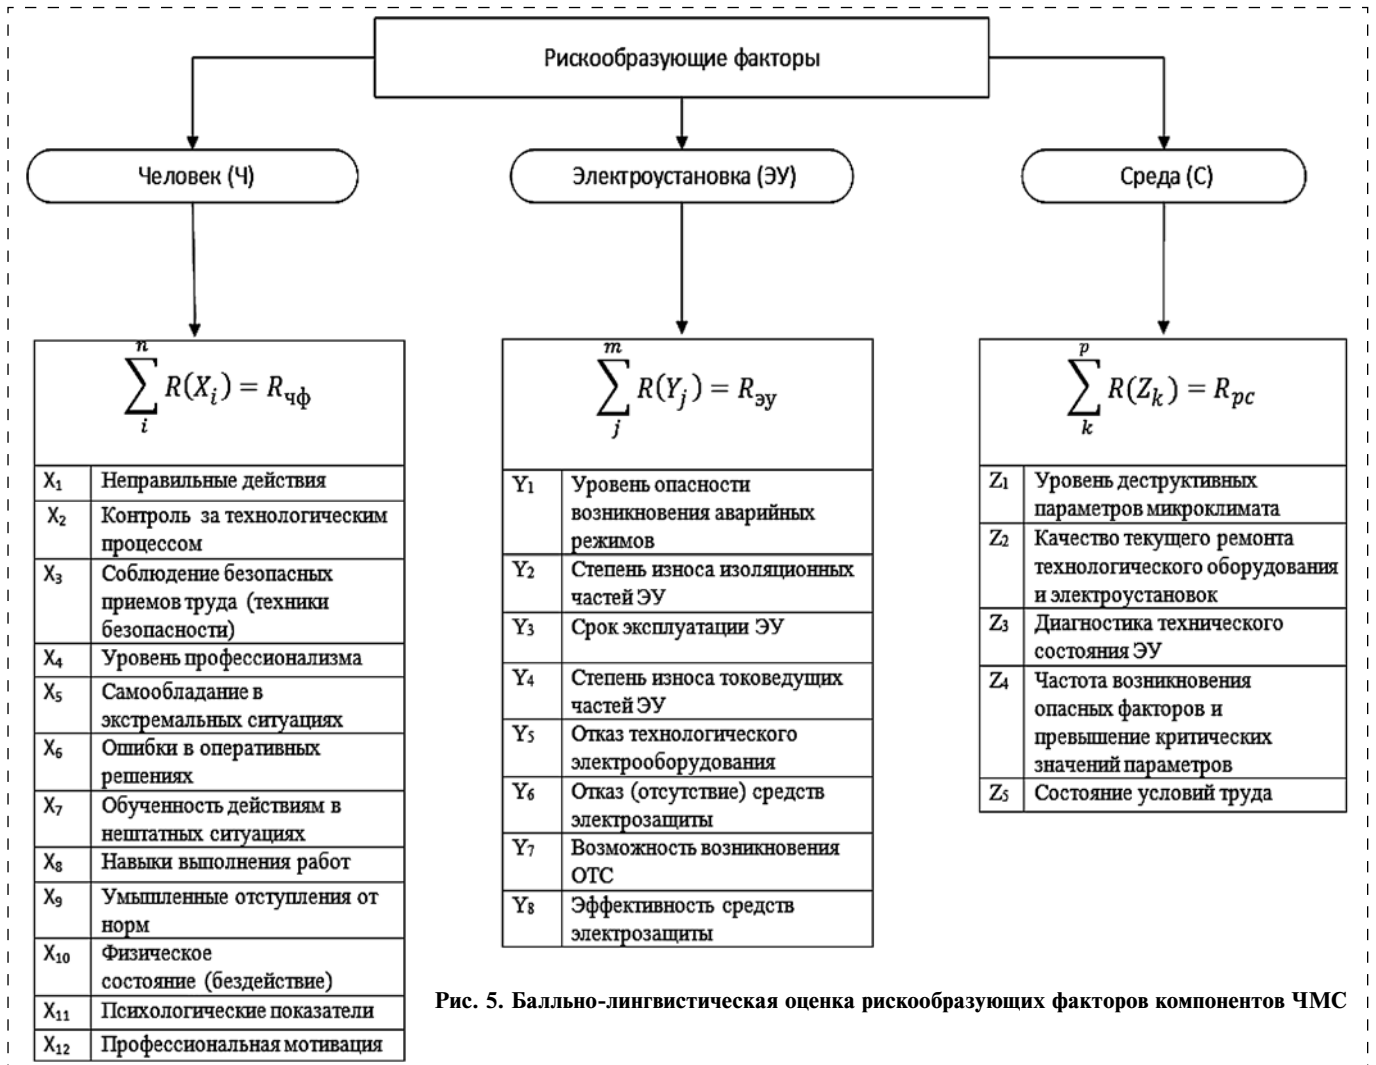 Рискообразующие факторы
Человек (Ч)
Электроустановка (ЭУ)
Среда (С)
n
∑ R(X_i) = R_чф
i
X₁ Неправильные действия
X₂ Контроль за технологическим
процессом
X₃ Соблюдение безопасных
приемов труда (техники
безопасности)
X₄ Уровень профессионализма
X₅ Самообладание в
экстремальных ситуациях
X₆ Ошибки в оперативных
решениях
X₇ Обученность действиям в
нештатных ситуациях
X₈ Навыки выполнения работ
X₉ Умышленные отступления от
норм
X₁₀ Физическое
состояние (бездействие)
X₁₁ Психологические показатели
X₁₂ Профессиональная мотивация
m
∑ R(Y_j) = R_эу
j
Y₁ Уровень опасности
возникновения аварийных
режимов
Y₂ Степень износа изоляционных
частей ЭУ
Y₃ Срок эксплуатации ЭУ
Y₄ Степень износа токоведущих
частей ЭУ
Y₅ Отказ технологического
электрооборудования
Y₆ Отказ (отсутствие) средств
электрозащиты
Y₇ Возможность возникновения
ОТС
Y₈ Эффективность средств
электрозащиты
p
∑ R(Z_k) = R_pc
k
Z₁ Уровень деструктивных
параметров микроклимата
Z₂ Качество текущего ремонта
технологического оборудования
и электроустановок
Z₃ Диагностика технического
состояния ЭУ
Z₄ Частота возникновения
опасных факторов и
превышение критических
значений параметров
Z₅ Состояние условий труда
Рис. 5. Балльно-лингвистическая оценка рискообразующих факторов компонентов ЧМС